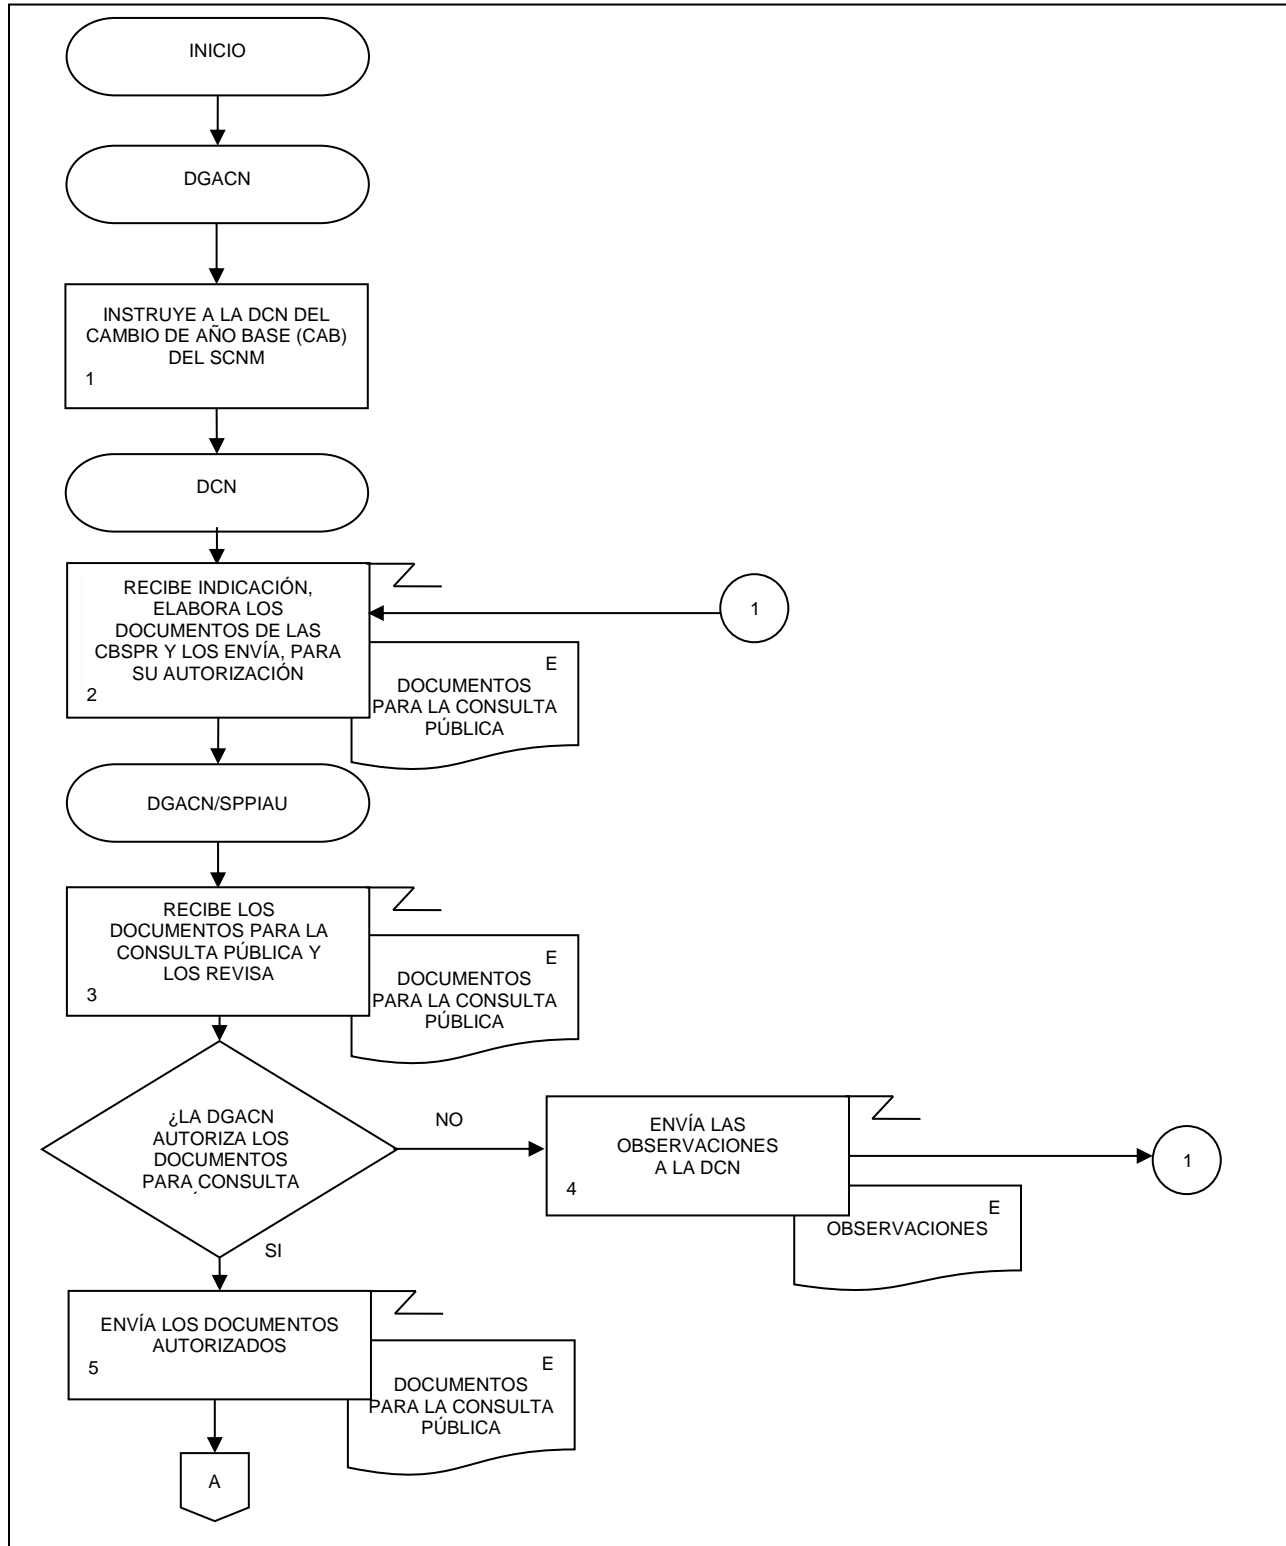 INICIO
DGACN
INSTRUYE A LA DCN DEL
CAMBIO DE AÑO BASE (CAB)
DEL SCNM
1
DCN
RECIBE INDICACIÓN,
ELABORA LOS
DOCUMENTOS DE LAS
CBSPR Y LOS ENVÍA, PARA
SU AUTORIZACIÓN
2
1
E
DOCUMENTOS
PARA LA CONSULTA
PÚBLICA
DGACN/SPPIAU
RECIBE LOS
DOCUMENTOS PARA LA
CONSULTA PÚBLICA Y
LOS REVISA
3
E
DOCUMENTOS
PARA LA CONSULTA
PÚBLICA
¿LA DGACN
AUTORIZA LOS
DOCUMENTOS
PARA CONSULTA
NO
ENVÍA LAS
OBSERVACIONES
A LA DCN
4
1
E
OBSERVACIONES
SI
ENVÍA LOS DOCUMENTOS
AUTORIZADOS
5
E
DOCUMENTOS
PARA LA CONSULTA
PÚBLICA
A